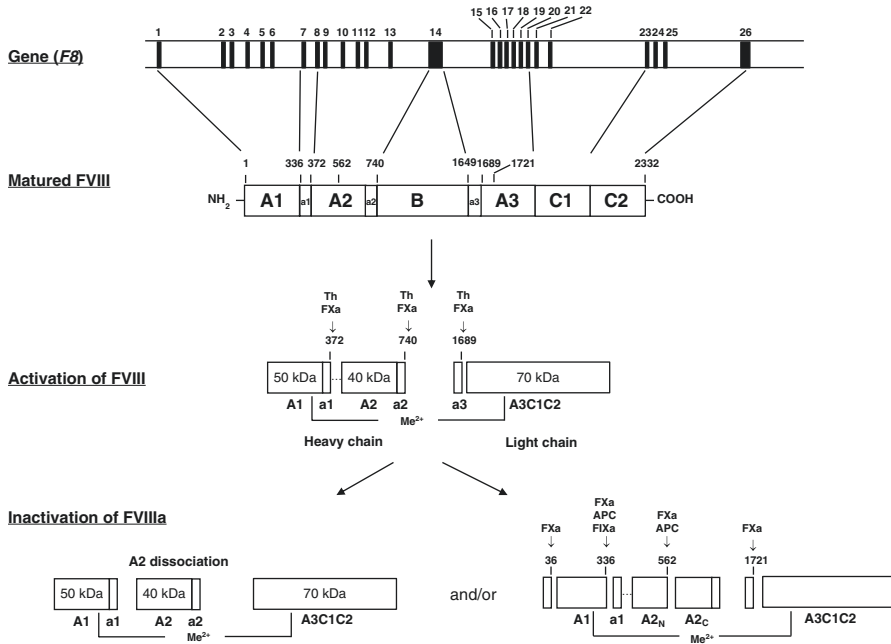 15 16 17 18 19 20 21 22
1 2 3 4 5 6 7 8 9 10 11 12 13 14 23 24 25 26
Gene (F8)
1 336 372 562 740 1649 1689 1721 2332
Matured FVIII
NH2 A1 a1 A2 a2 B a3 A3 C1 C2 COOH
Th Th Th
FXa FXa FXa
↓ ↓ ↓
372 740 1689
Activation of FVIII
50 kDa 40 kDa 70 kDa
A1 a1 A2 a2 a3 A3C1C2
Me2+
Heavy chain Light chain
Inactivation of FVIIIa
FXa
FXa APC FXa
FXa FIXa APC FXa
↓ ↓ ↓ ↓
36 336 562 1721
A2 dissociation
50 kDa 40 kDa 70 kDa
and/or
A1 a1 A2 a2 A3C1C2
Me2+
A1 a1 A2N A2C A3C1C2
Me2+